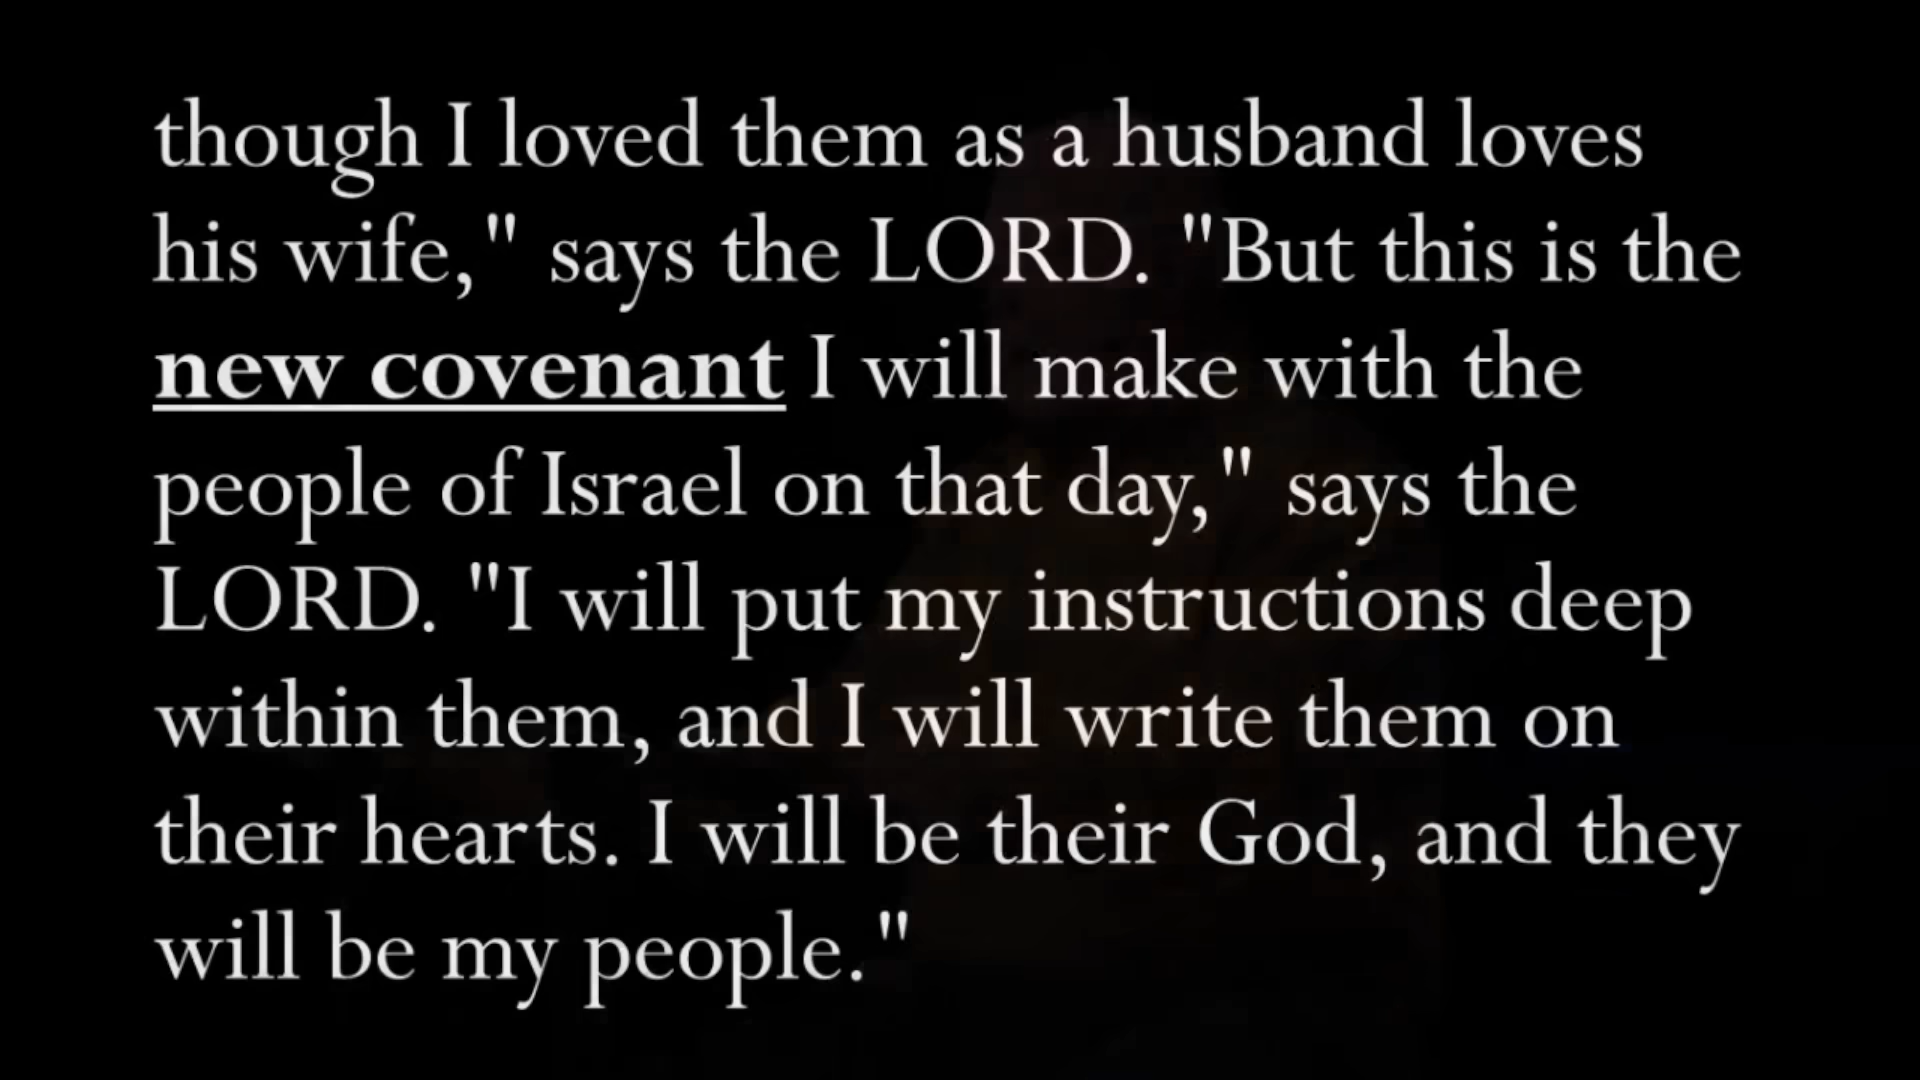 though I loved them as a husband loves
his wife," says the LORD. "But this is the
new covenant I will make with the
people of Israel on that day," says the
LORD. "I will put my instructions deep
within them, and I will write them on
their hearts. I will be their God, and they
will be my people."